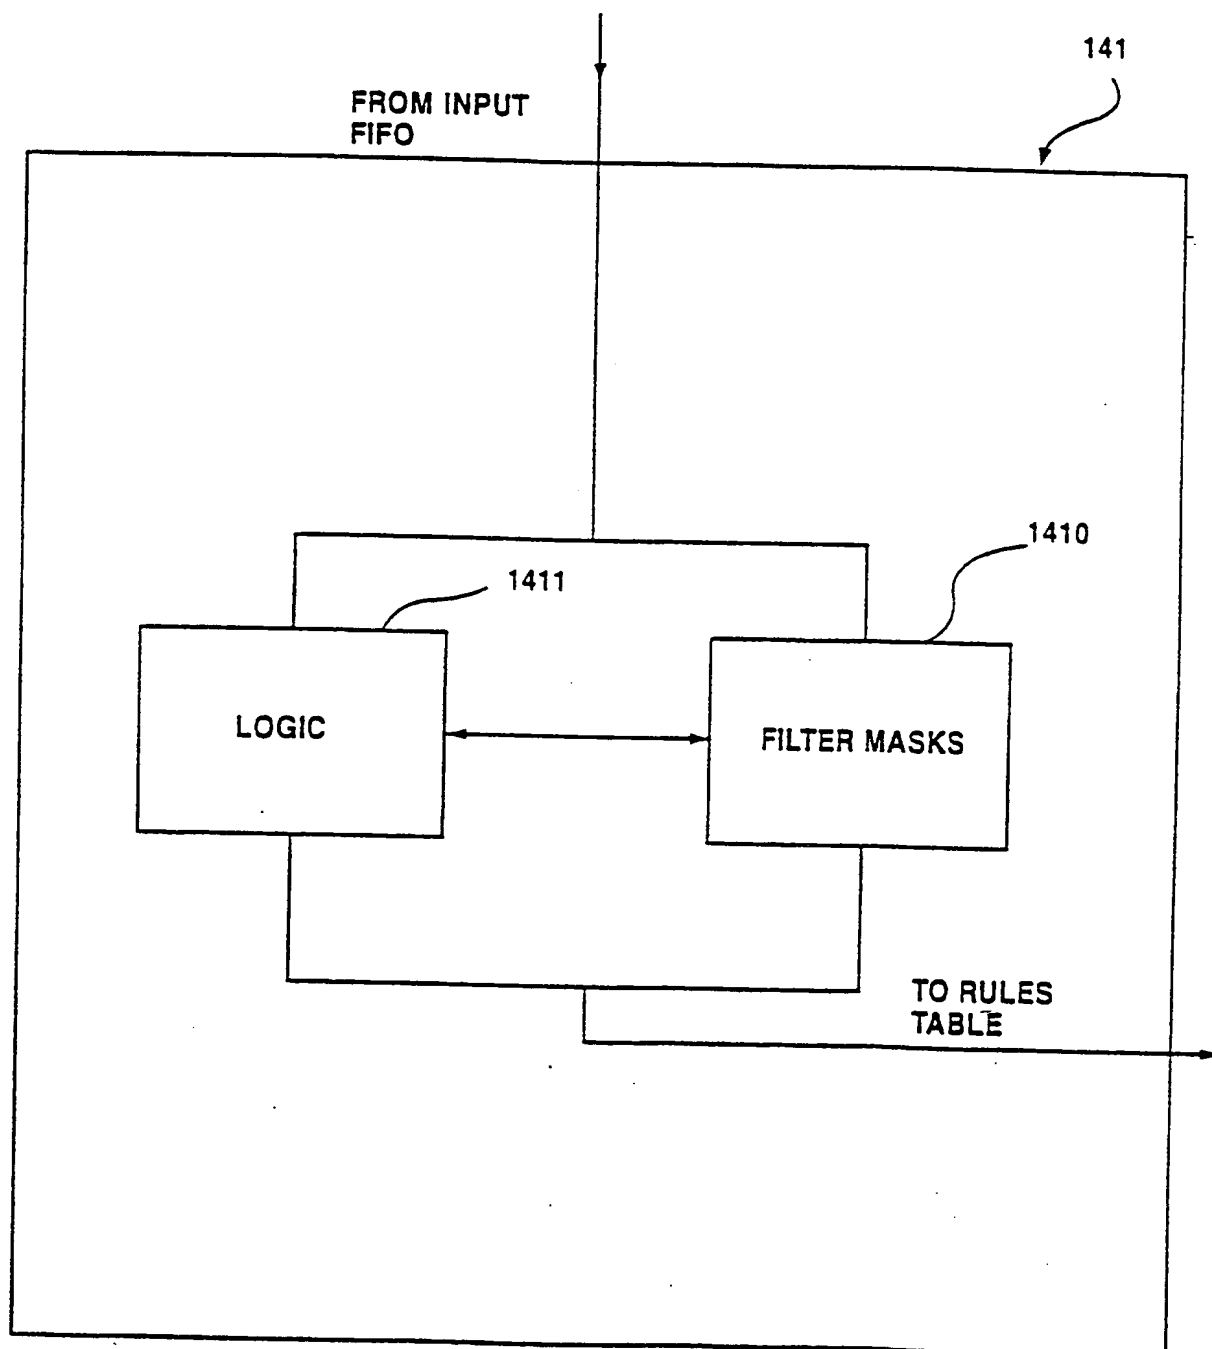 141
FROM INPUT
FIFO
1410
1411
LOGIC
FILTER MASKS
TO RULES
TABLE